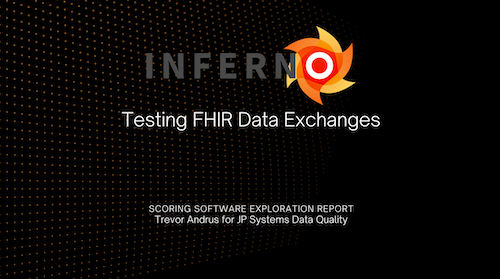 INFERNO
Testing FHIR Data Exchanges
SCORING SOFTWARE EXPLORATION REPORT
Trevor Andrus for JP Systems Data Quality